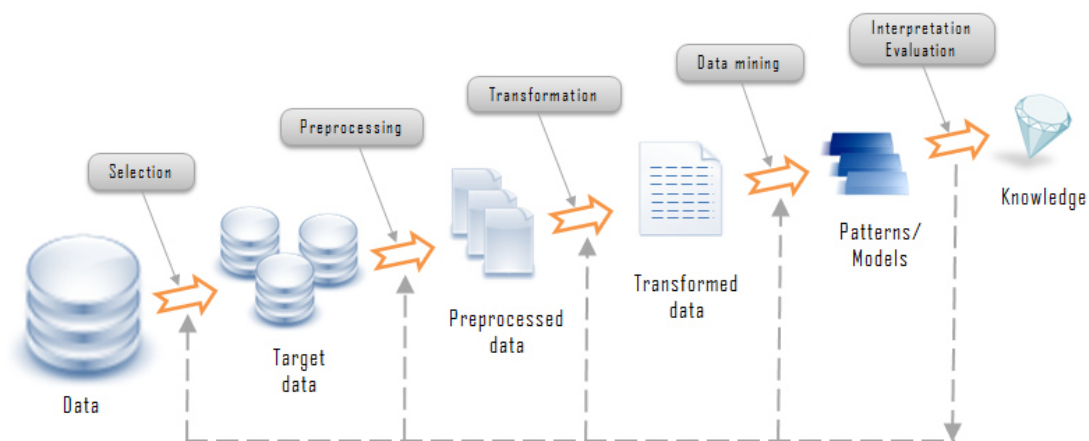 Interpretation
Evaluation
Data mining
Transformation
Preprocessing
Selection
Knowledge
Patterns/
Models
Transformed
data
Preprocessed
data
Target
data
Data